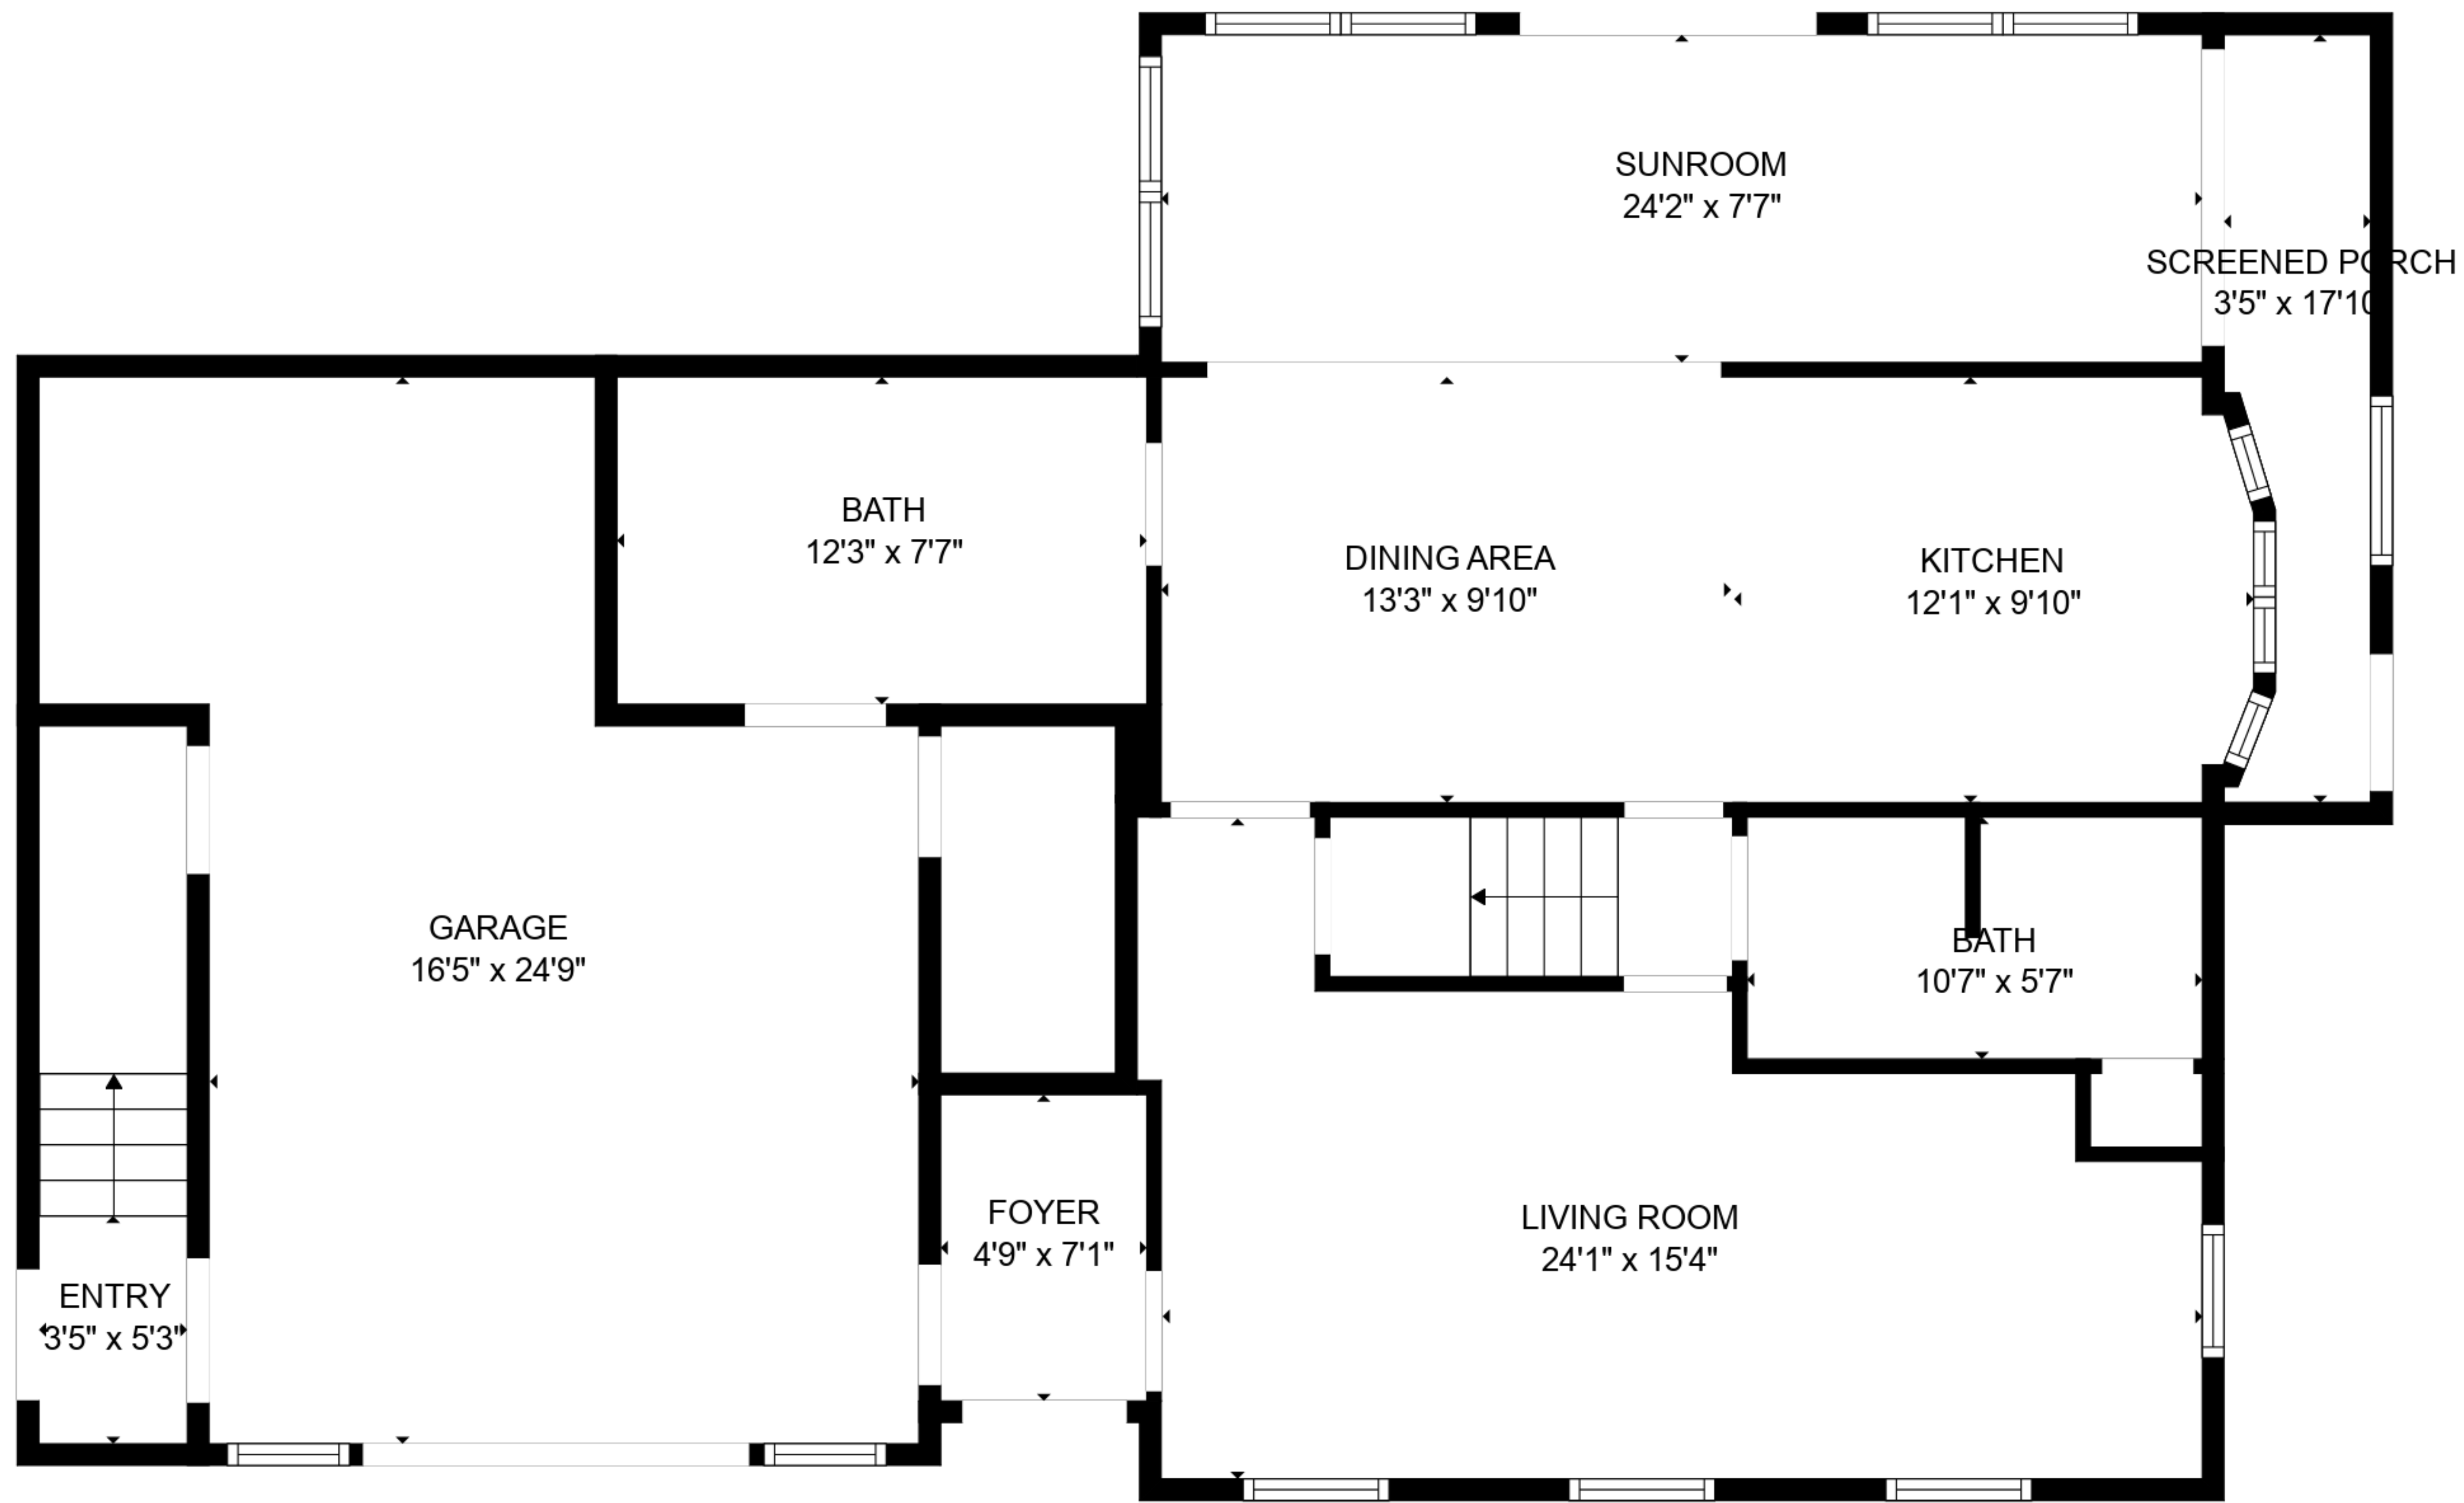 SUNROOM
24'2" x 7'7"
SCREENED PORCH
3'5" x 17'10
BATH
12'3" x 7'7"
DINING AREA
13'3" x 9'10"
KITCHEN
12'1" x 9'10"
GARAGE
16'5" x 24'9"
BATH
10'7" x 5'7"
FOYER
4'9" x 7'1"
LIVING ROOM
24'1" x 15'4"
ENTRY
3'5" x 5'3"